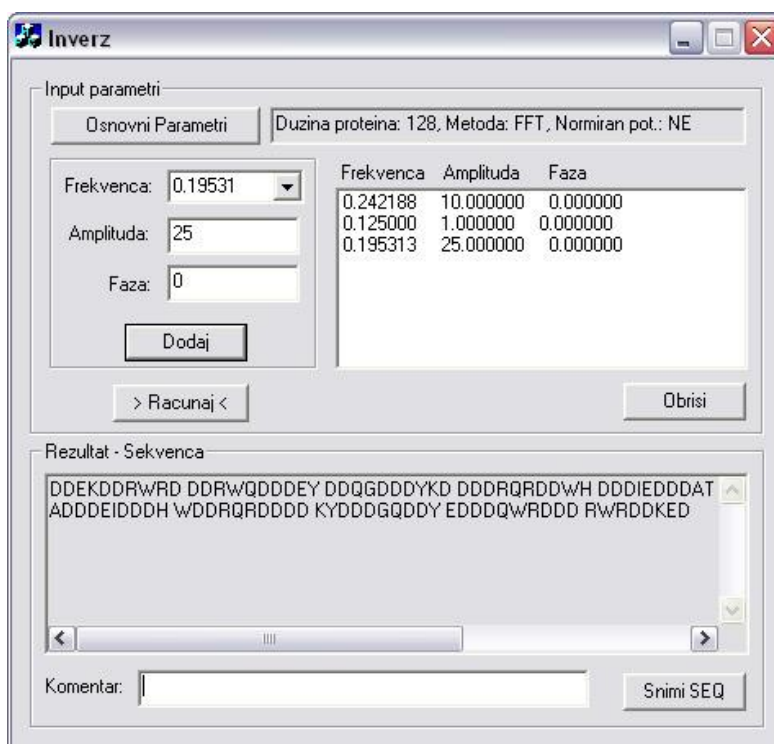 Inverz
Input parametri
Osnovni Parametri
Duzina proteina: 128, Metoda: FFT, Normiran pot.: NE
Frekvenca: 0.19531
Amplituda: 25
Faza: 0
Dodaj
Frekvenca Amplituda Faza
0.242188 10.000000 0.000000
0.125000 1.000000 0.000000
0.195313 25.000000 0.000000
> Racunaj <
Obrisi
Rezultat - Sekvenca
DDEKDDRWRD DDRWQDDDEY DDQGDDDYKD DDDRQRDDWH DDDIEDDDAT
ADDDEIDDDH WDDRQRDDDD KYDDDGQDDY EDDDQWRDDD RWRDDKED
Komentar:
Snimi SEQ